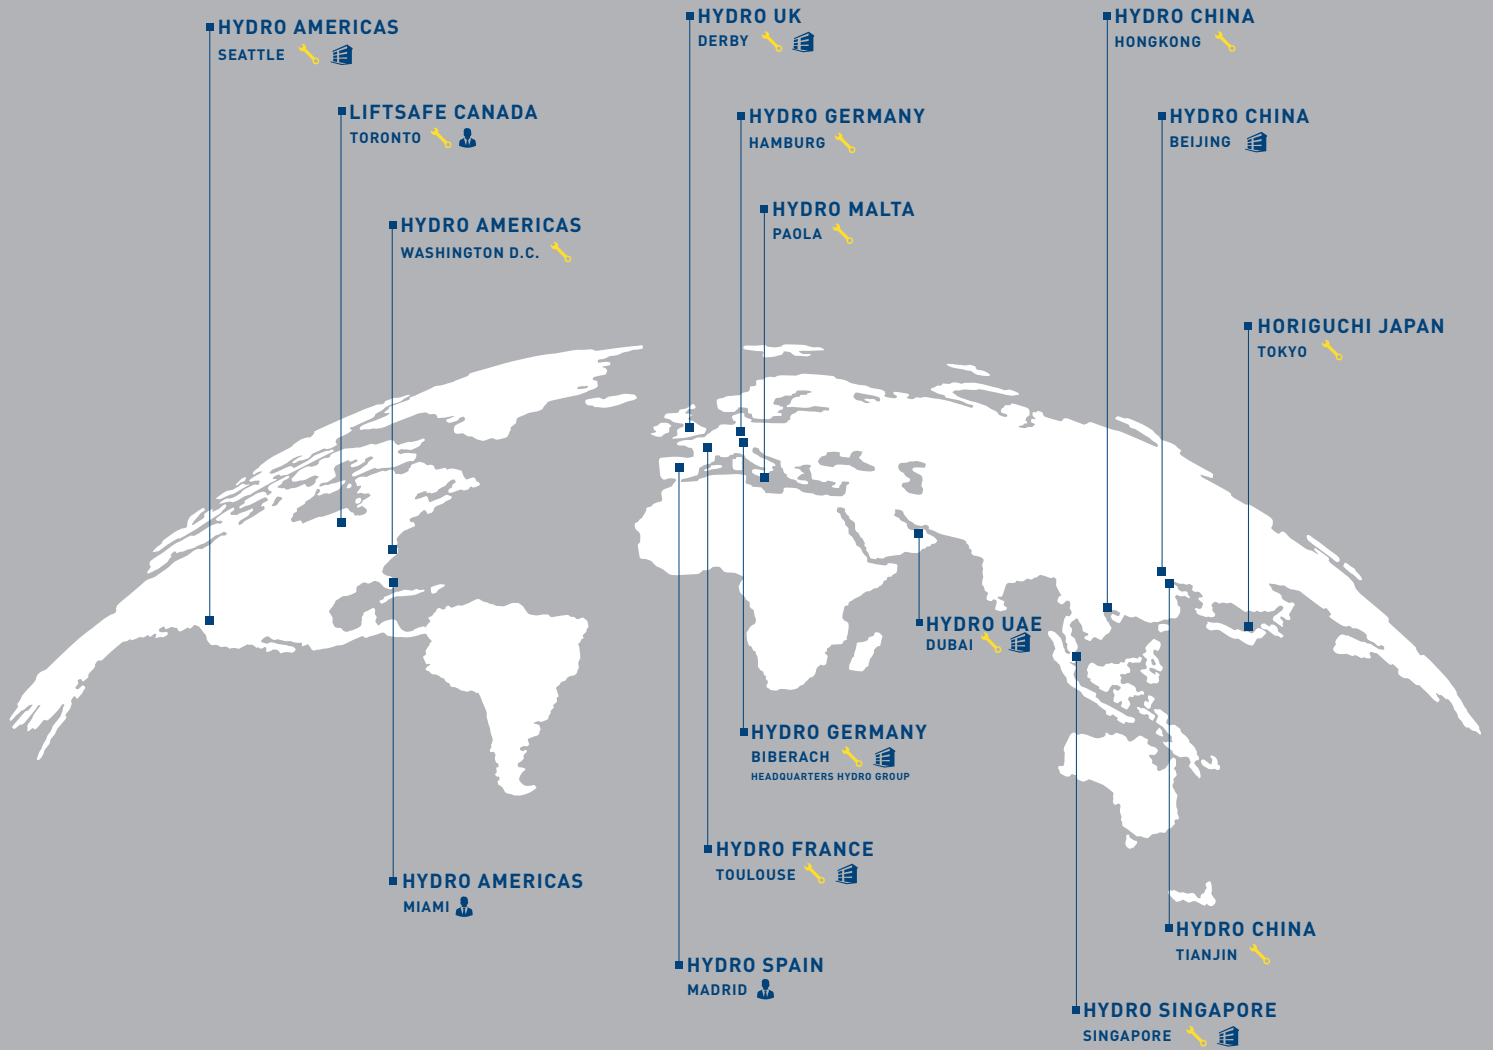 HYDRO AMERICAS
SEATTLE
LIFTSAFE CANADA
TORONTO
HYDRO AMERICAS
WASHINGTON D.C.
HYDRO UK
DERBY
HYDRO GERMANY
HAMBURG
HYDRO MALTA
PAOLA
HYDRO CHINA
HONGKONG
HYDRO CHINA
BEIJING
HORIGUCHI JAPAN
TOKYO
HYDRO UAE
DUBAI
HYDRO GERMANY
BIBERACH
HEADQUARTERS HYDRO GROUP
HYDRO FRANCE
TOULOUSE
HYDRO AMERICAS
MIAMI
HYDRO SPAIN
MADRID
HYDRO CHINA
TIANJIN
HYDRO SINGAPORE
SINGAPORE